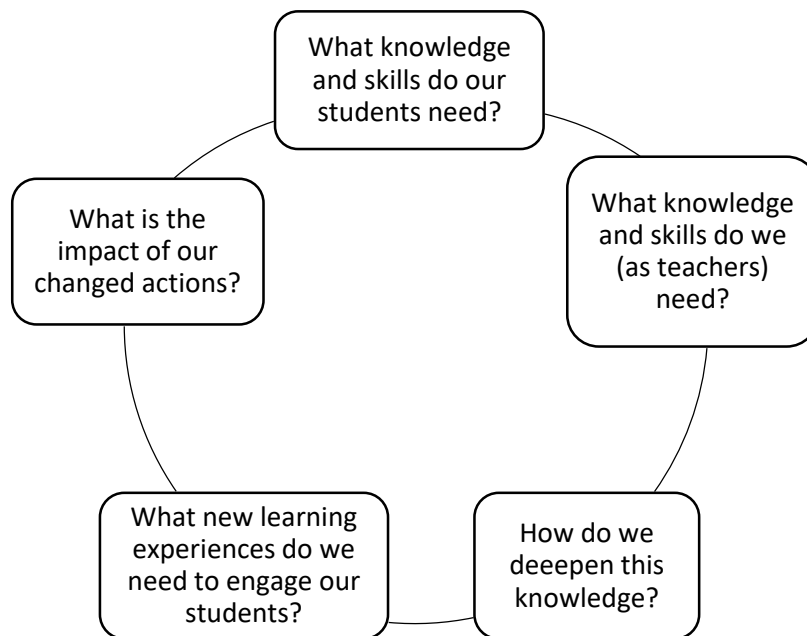 What knowledge
and skills do our
students need?
What knowledge
and skills do we
(as teachers)
need?
How do we
deeepen this
knowledge?
What new learning
experiences do we
need to engage our
students?
What is the
impact of our
changed actions?